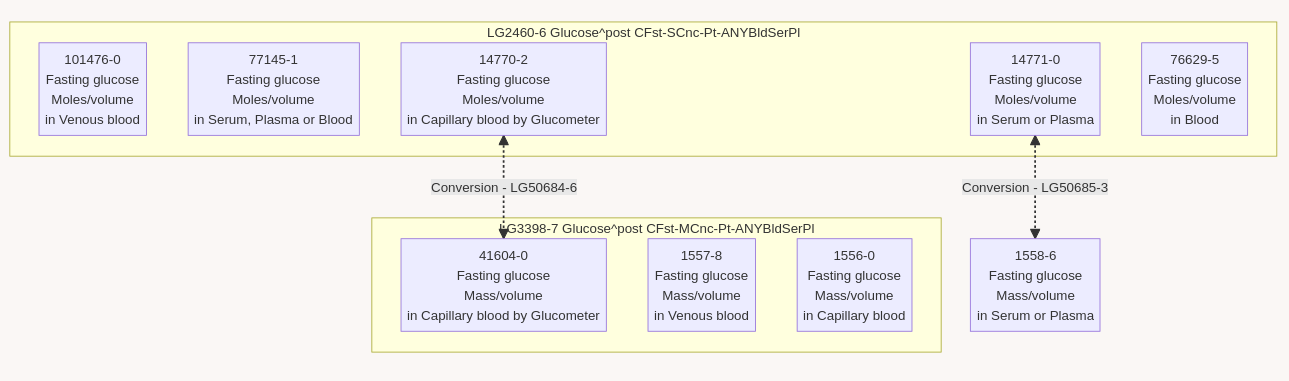 LG2460-6 Glucose^post CFst-SCnc-Pt-ANYBldSerPl
101476-0
Fasting glucose
Moles/volume
in Venous blood
77145-1
Fasting glucose
Moles/volume
in Serum, Plasma or Blood
14770-2
Fasting glucose
Moles/volume
in Capillary blood by Glucometer
14771-0
Fasting glucose
Moles/volume
in Serum or Plasma
76629-5
Fasting glucose
Moles/volume
in Blood
Conversion - LG50684-6
Conversion - LG50685-3
LG3398-7 Glucose^post CFst-MCnc-Pt-ANYBldSerPl
41604-0
Fasting glucose
Mass/volume
in Capillary blood by Glucometer
1557-8
Fasting glucose
Mass/volume
in Venous blood
1556-0
Fasting glucose
Mass/volume
in Capillary blood
1558-6
Fasting glucose
Mass/volume
in Serum or Plasma